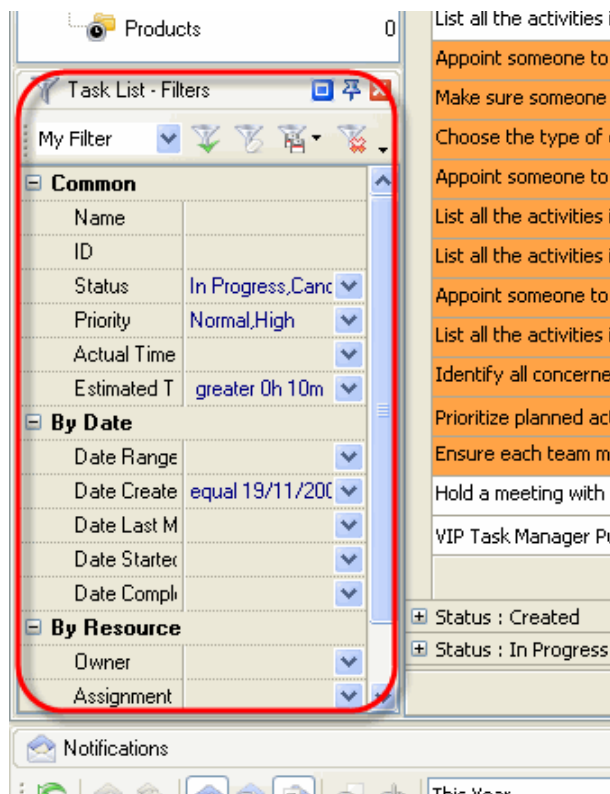 Products 0
Task List - Filters
My Filter
Common
Name
ID
Status In Progress,Canc
Priority Normal,High
Actual Time
Estimated T greater 0h 10m
By Date
Date Range
Date Create equal 19/11/200
Date Last M
Date Started
Date Compl
By Resource
Owner
Assignment
Notifications
List all the activities i
Appoint someone to
Make sure someone
Choose the type of
Appoint someone to
List all the activities i
List all the activities i
Appoint someone to
List all the activities i
Identify all concerne
Prioritize planned act
Ensure each team m
Hold a meeting with
VIP Task Manager Pu
Status : Created
Status : In Progress
This Year